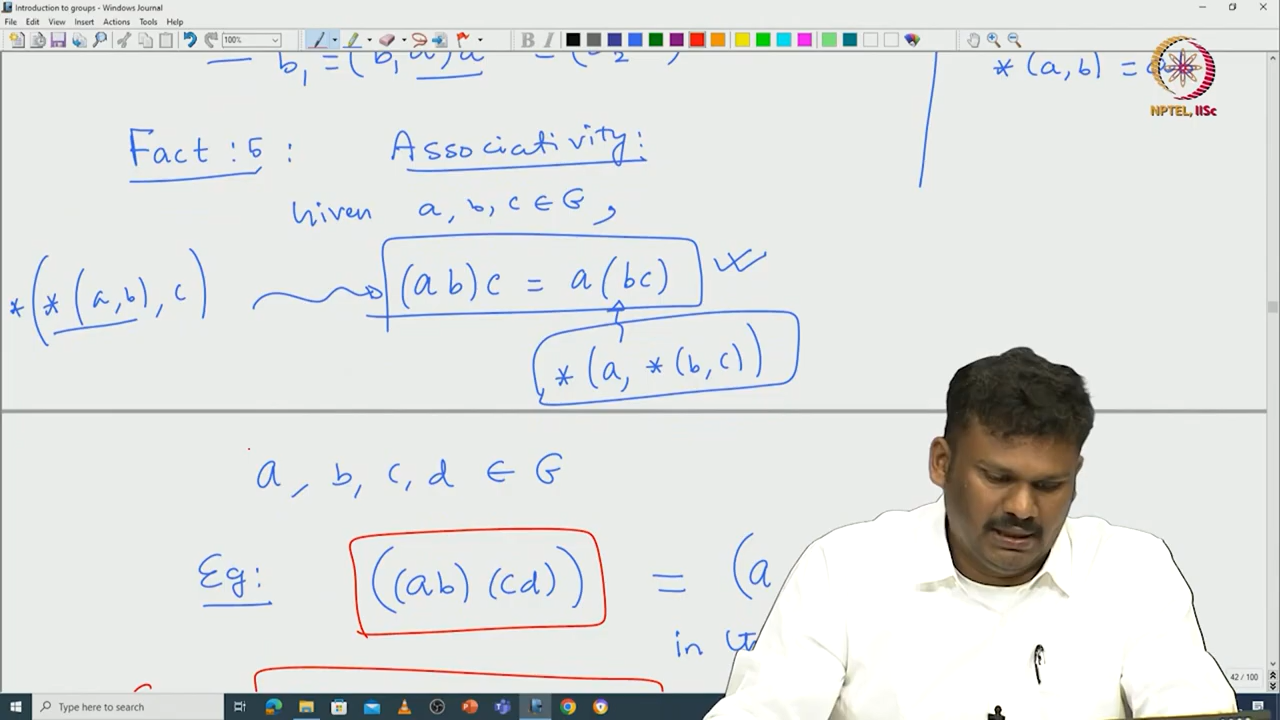 Introduction to groups - Windows Journal
File Edit View Insert Actions Tools Help
100%
B I
* (a, b) =
NPTEL, IISc
Fact : 5 : Associativity:
Given a, b, c ∈ G,
*(*(a,b), c) (ab)c = a(bc)
*(a, *(b,c))
a, b, c, d ∈ G
Eg: ((ab)(cd)) = (a
in
42 / 100
Type here to search